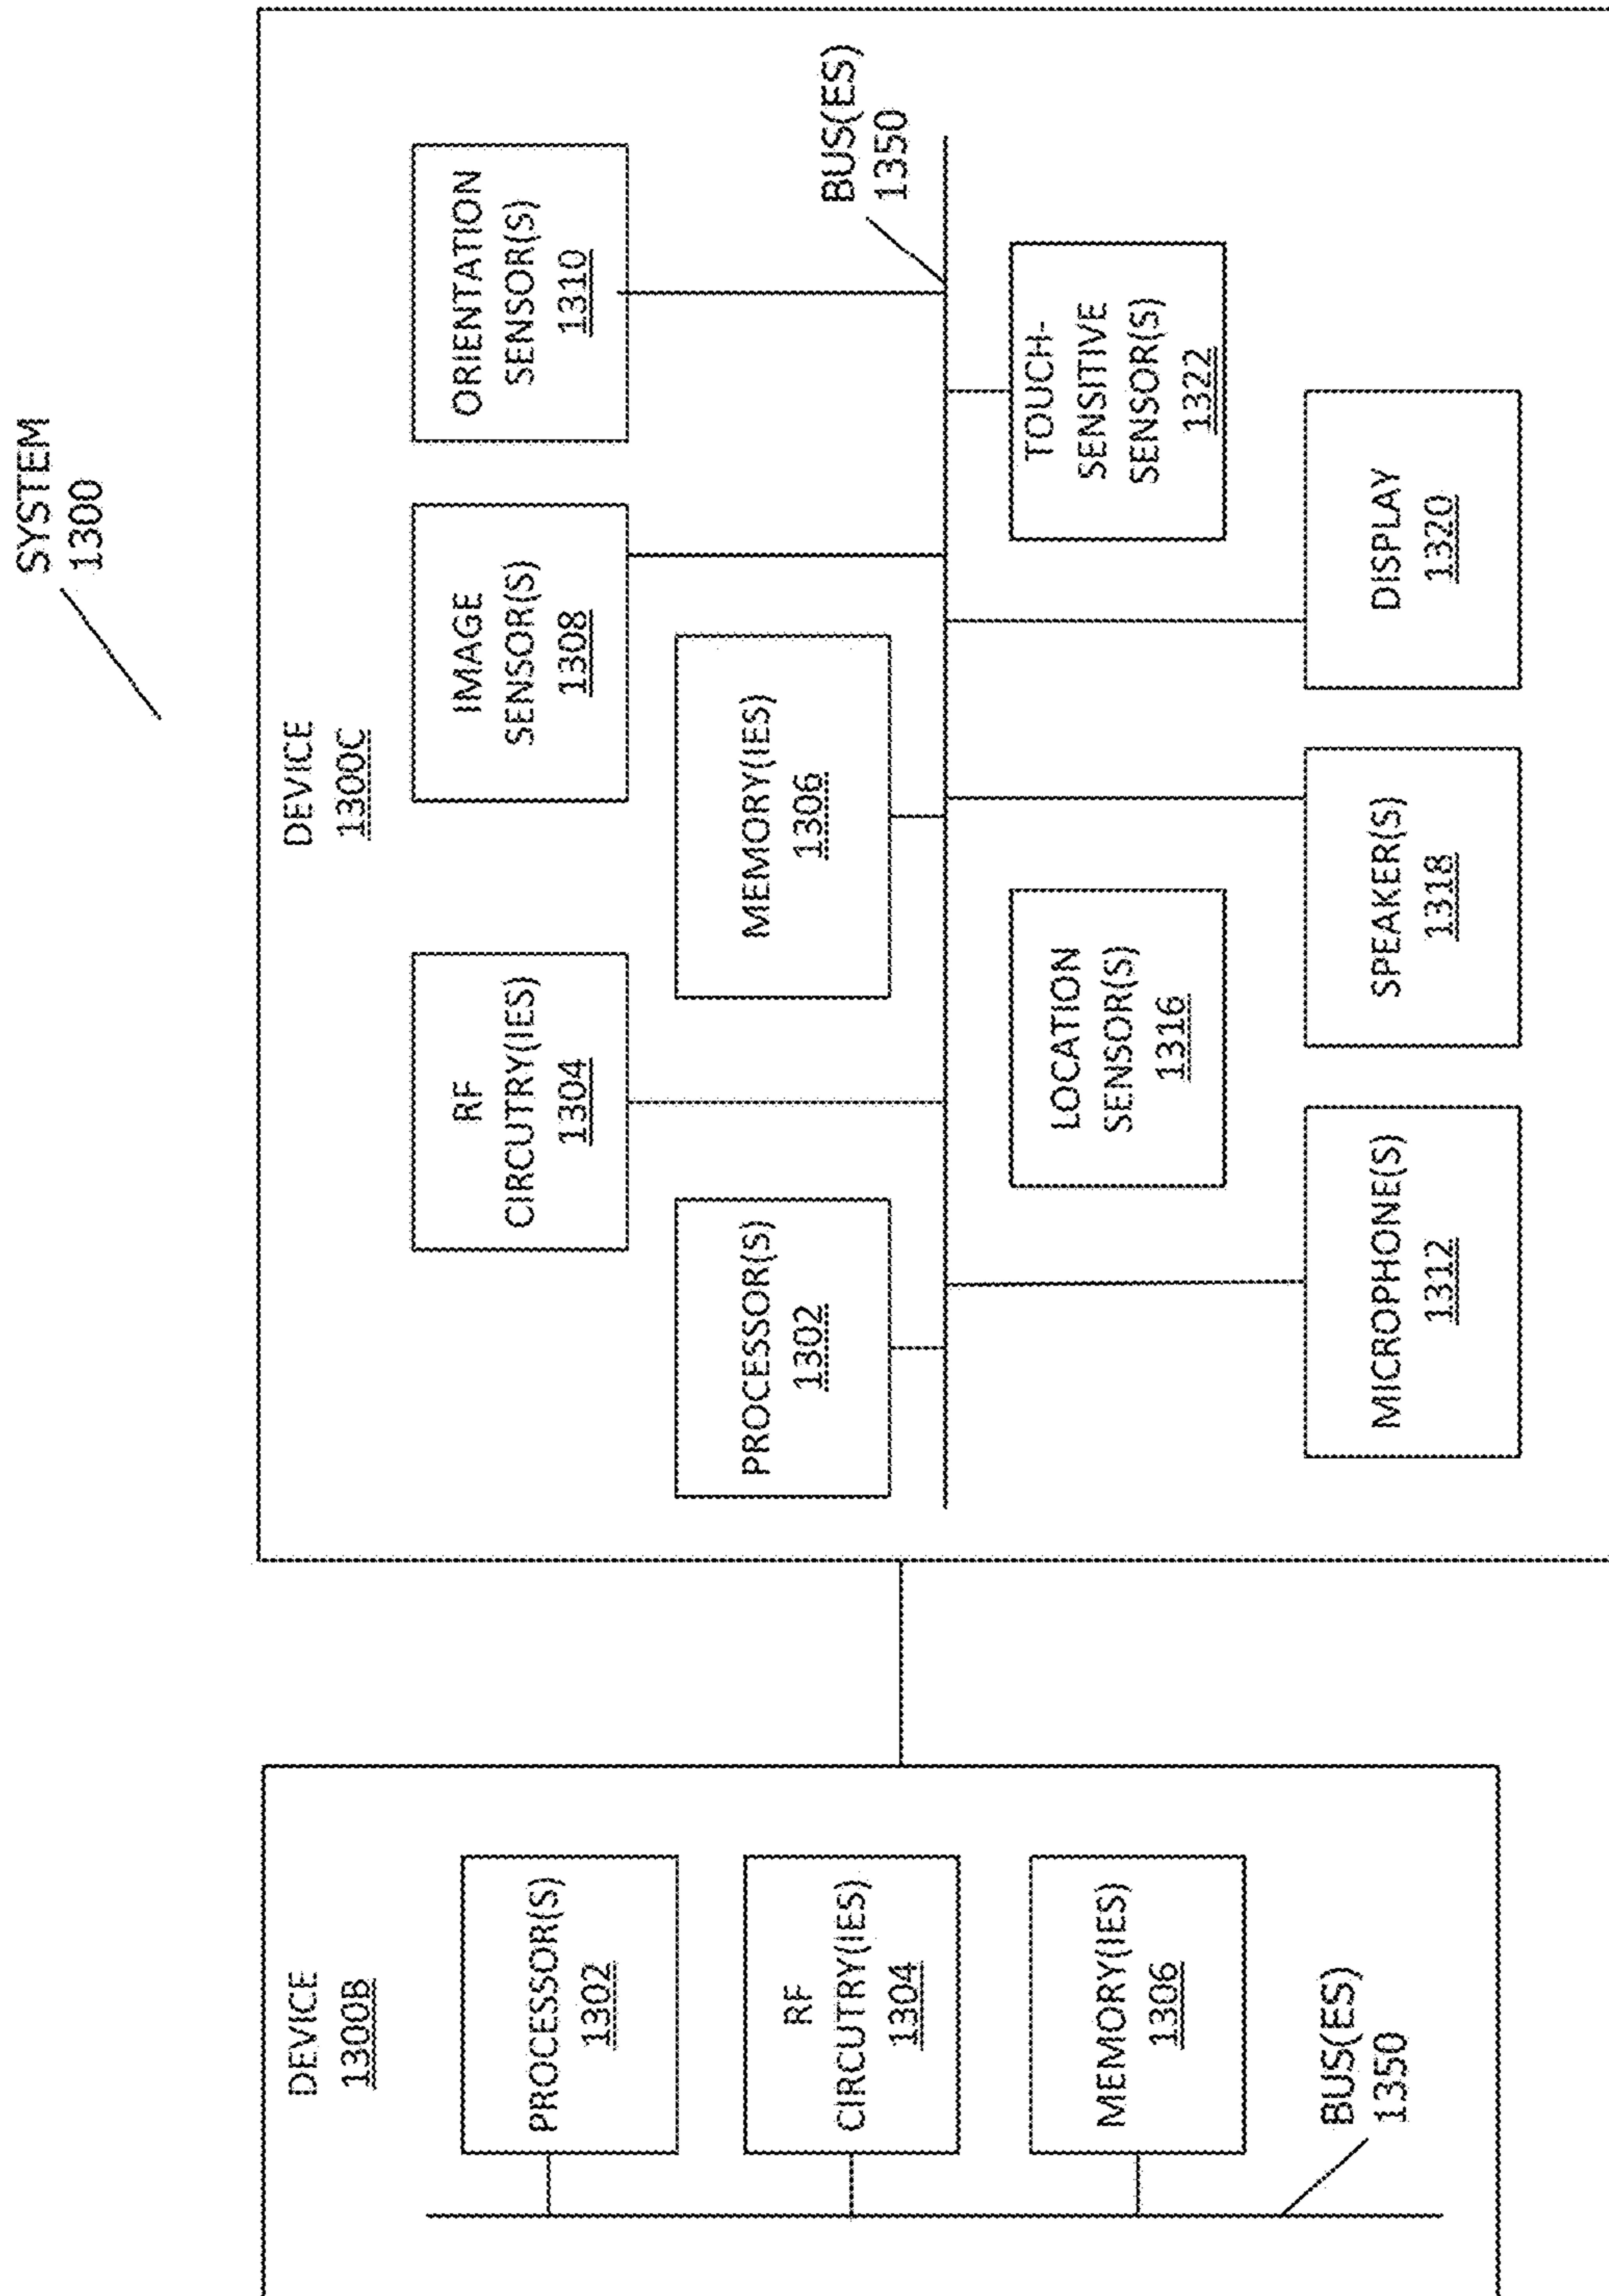 SYSTEM
1300
DEVICE
1300B
PROCESSOR(S)
1302
RF
CIRCUTRY(IES)
1304
MEMORY(IES)
1306
BUS(ES)
1350
DEVICE
1300C
RF
CIRCUTRY(IES)
1304
IMAGE
SENSOR(S)
1308
ORIENTATION
SENSOR(S)
1310
PROCESSOR(S)
1302
MEMORY(IES)
1306
BUS(ES)
1350
LOCATION
SENSOR(S)
1316
TOUCH-
SENSITIVE
SENSOR(S)
1322
MICROPHONE(S)
1312
SPEAKER(S)
1318
DISPLAY
1320